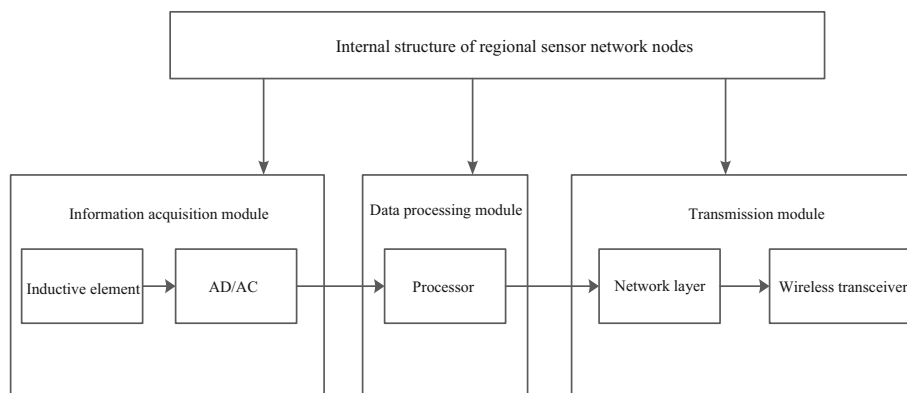 Internal structure of regional sensor network nodes
Information acquisition module
Data processing module
Transmission module
Inductive element
AD/AC
Processor
Network layer
Wireless transceiver